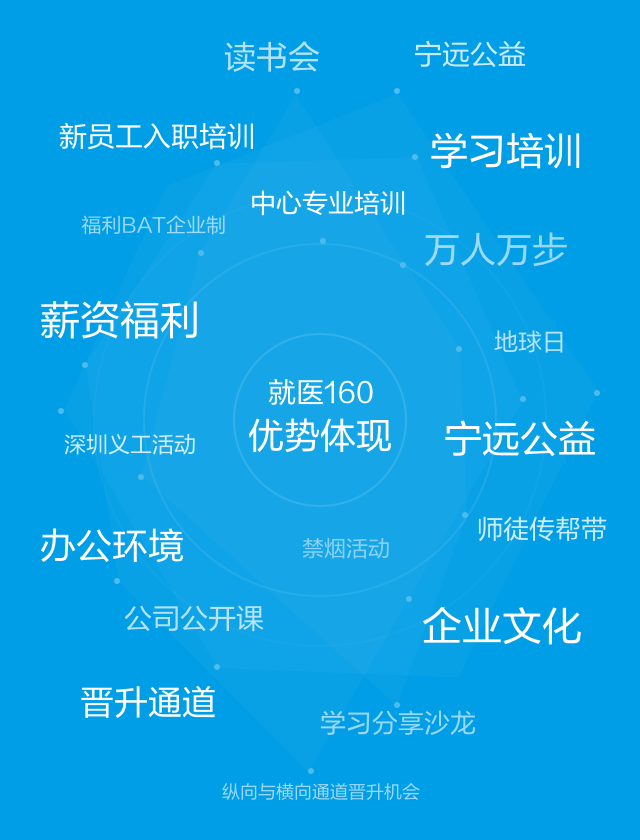 读书会
宁远公益
新员工入职培训
学习培训
中心专业培训
福利BAT企业制
万人万步
薪资福利
地球日
就医160
优势体现
宁远公益
深圳义工活动
师徒传帮带
办公环境
禁烟活动
公司公开课
企业文化
晋升通道
学习分享沙龙
纵向与横向通道晋升机会